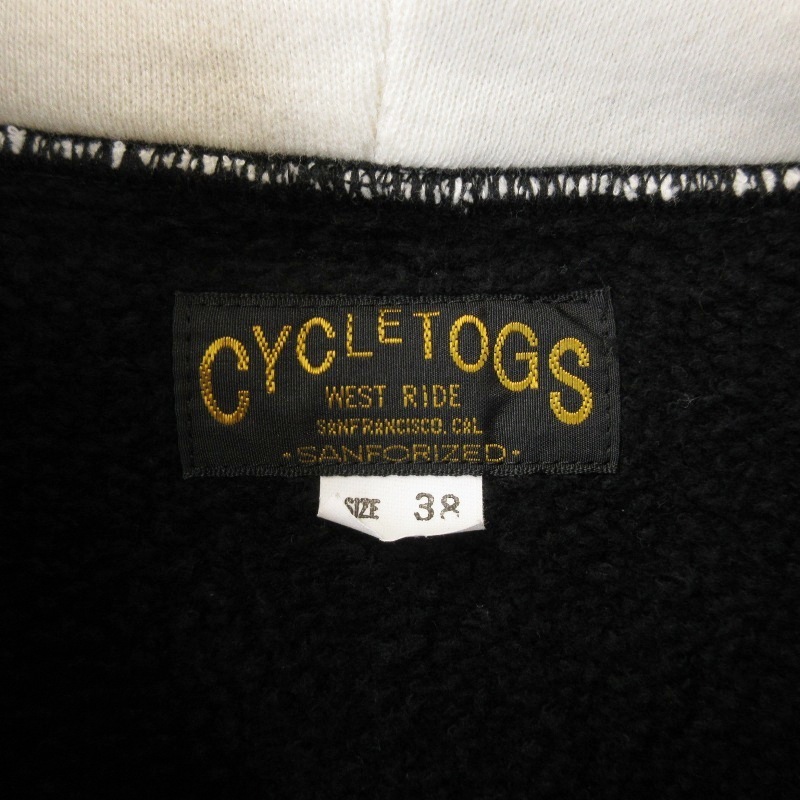 CYCLETOGS
WEST RIDE
SANFRANCISCO.CAL
·SANFORIZED·
SIZE 38